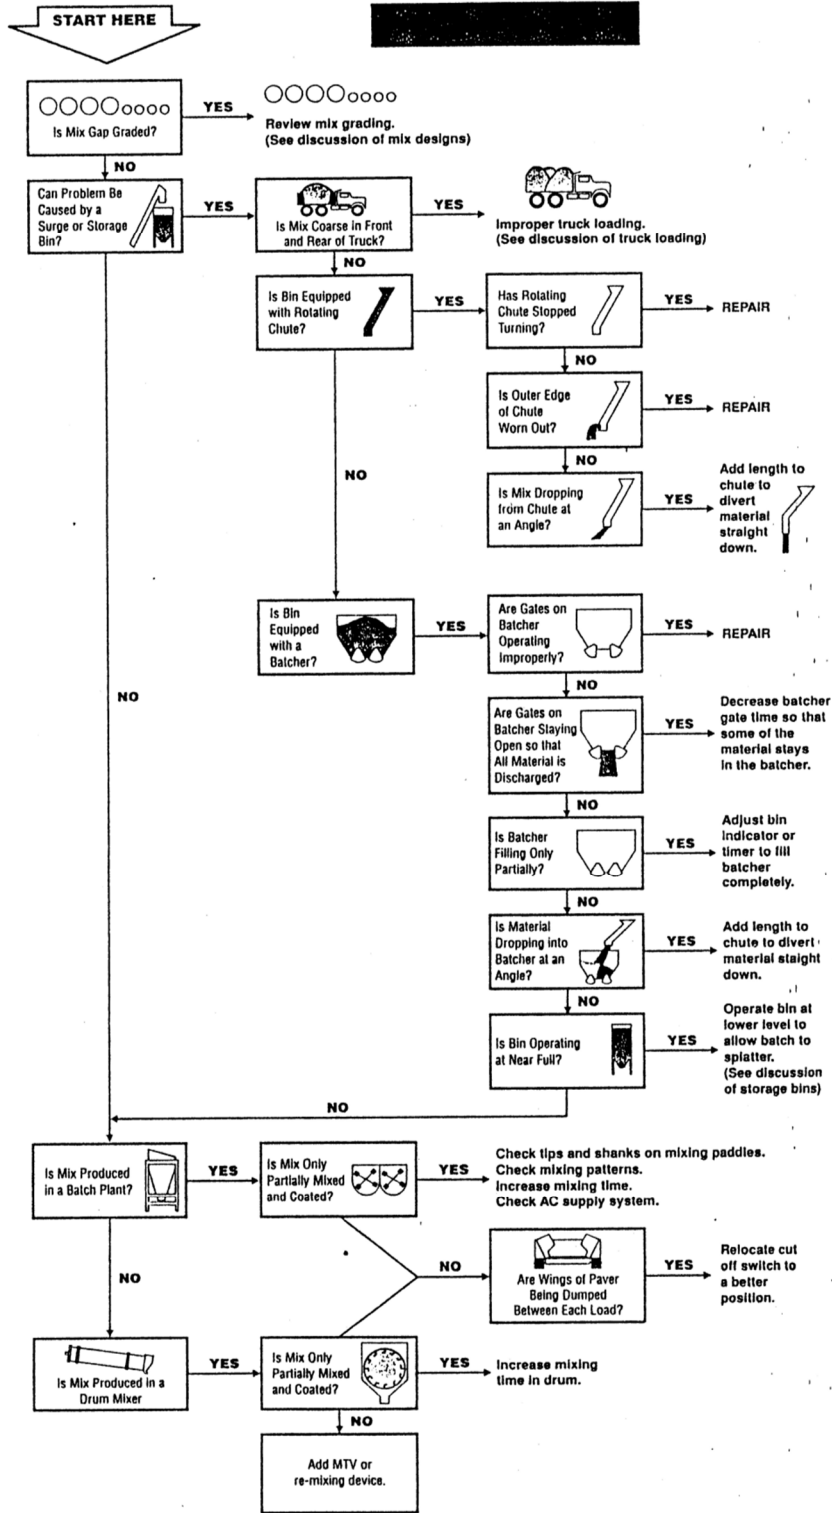 START HERE
Is Mix Gap Graded?
YES
Review mix grading.
(See discussion of mix designs)
NO
Can Problem Be
Caused by a
Surge or Storage
Bin?
YES
Is Mix Coarse in Front
and Rear of Truck?
YES
Improper truck loading.
(See discussion of truck loading)
NO
Is Bin Equipped
with Rotating
Chute?
YES
Has Rotating
Chute Stopped
Turning?
YES
REPAIR
NO
Is Outer Edge
of Chute
Worn Out?
YES
REPAIR
NO
Is Mix Dropping
from Chute at
an Angle?
YES
Add length to
chute to
divert
material
straight
down.
NO
Is Bin
Equipped
with a
Batcher?
YES
Are Gates on
Batcher
Operating
Improperly?
YES
REPAIR
NO
Are Gates on
Batcher Staying
Open so that
All Material is
Discharged?
YES
Decrease batcher
gate time so that
some of the
material stays
in the batcher.
NO
Is Batcher
Filling Only
Partially?
YES
Adjust bin
indicator or
timer to fill
batcher
completely.
NO
Is Material
Dropping into
Batcher at an
Angle?
YES
Add length to
chute to divert
material staight
down.
NO
Is Bin Operating
at Near Full?
YES
Operate bin at
lower level to
allow batch to
splatter.
(See discussion
of storage bins)
NO
NO
Is Mix Produced
in a Batch Plant?
YES
Is Mix Only
Partially Mixed
and Coated?
YES
Check tips and shanks on mixing paddles.
Check mixing patterns.
Increase mixing time.
Check AC supply system.
NO
NO
Are Wings of Paver
Being Dumped
Between Each Load?
YES
Relocate cut
off switch to
a better
position.
Is Mix Produced in a
Drum Mixer
YES
Is Mix Only
Partially Mixed
and Coated?
YES
Increase mixing
time in drum.
NO
Add MTV or
re-mixing device.